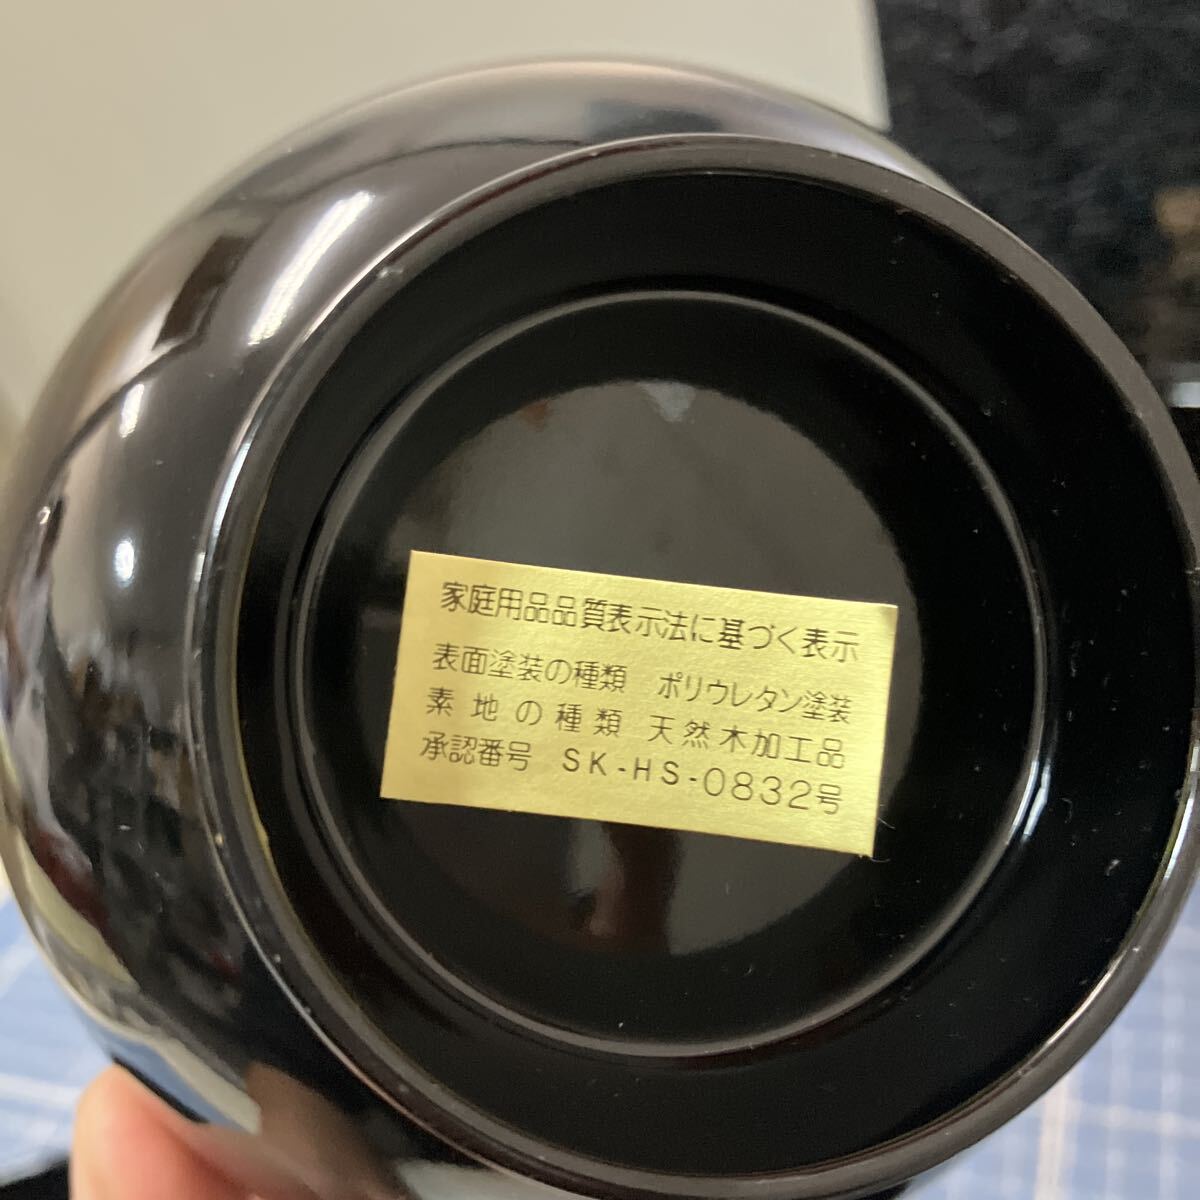 家庭用品品質表示法に基づく表示
表面塗装の種類　ポリウレタン塗装
素地の種類　天然木加工品
承認番号　SK-HS-0832号